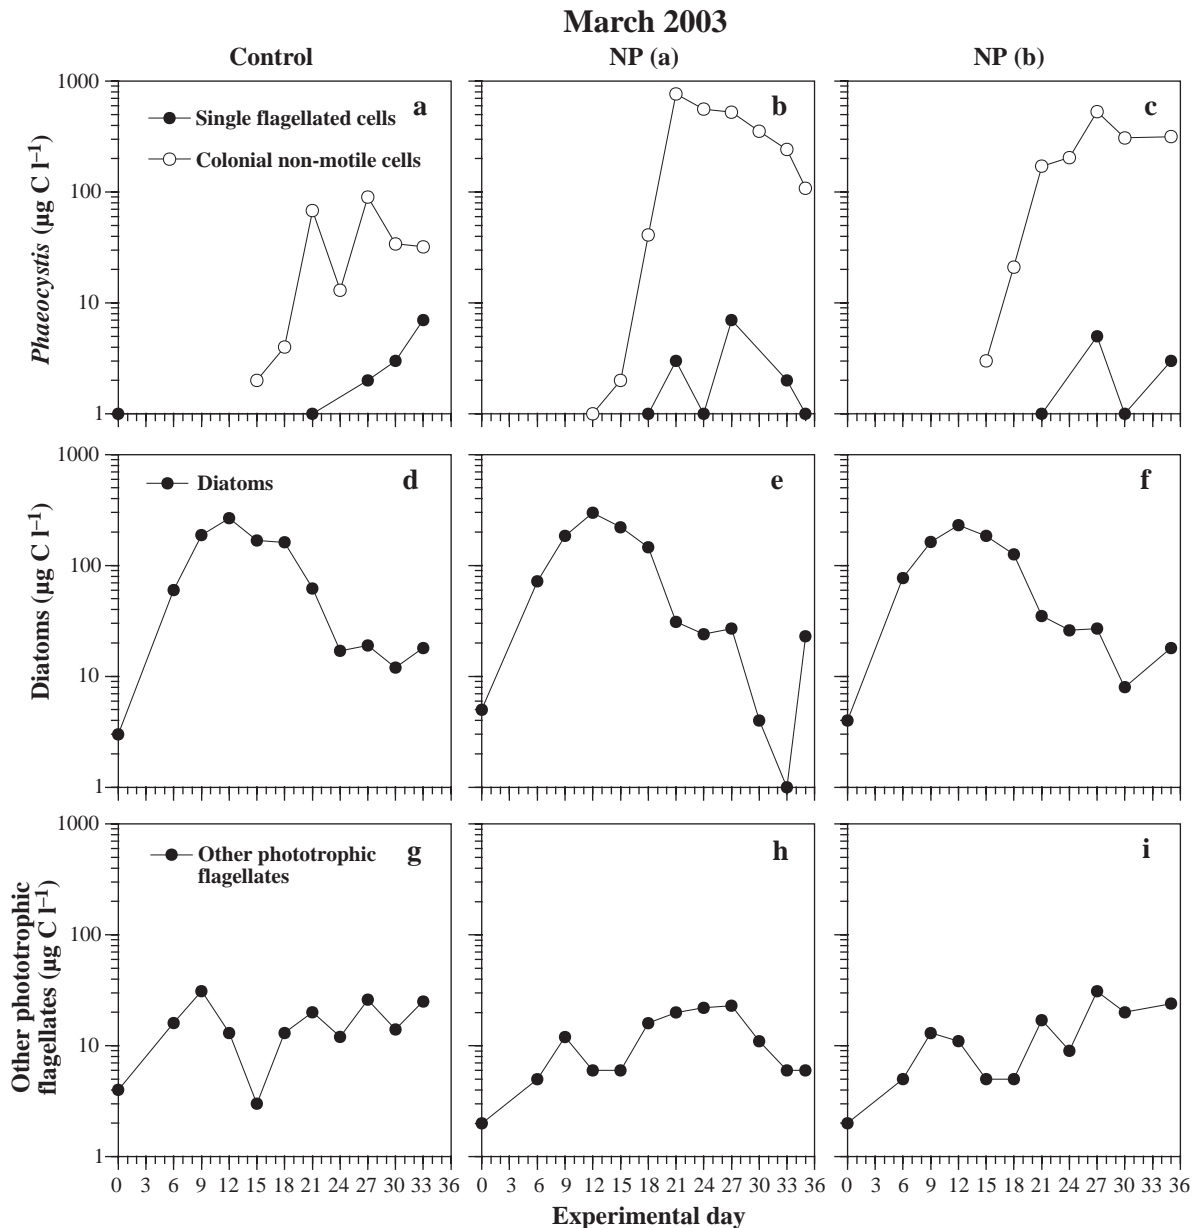 March 2003
Control
NP (a)
NP (b)
1000
100
10
1
Phaeocystis (µg C l⁻¹)
a
Single flagellated cells
Colonial non-motile cells
b
c
1000
100
10
1
Diatoms (µg C l⁻¹)
Diatoms
d
e
f
1000
100
10
1
Other phototrophic
flagellates (µg C l⁻¹)
Other phototrophic
flagellates
g
h
i
0 3 6 9 12 15 18 21 24 27 30 33 36
0 3 6 9 12 15 18 21 24 27 30 33 36
0 3 6 9 12 15 18 21 24 27 30 33 36
Experimental day